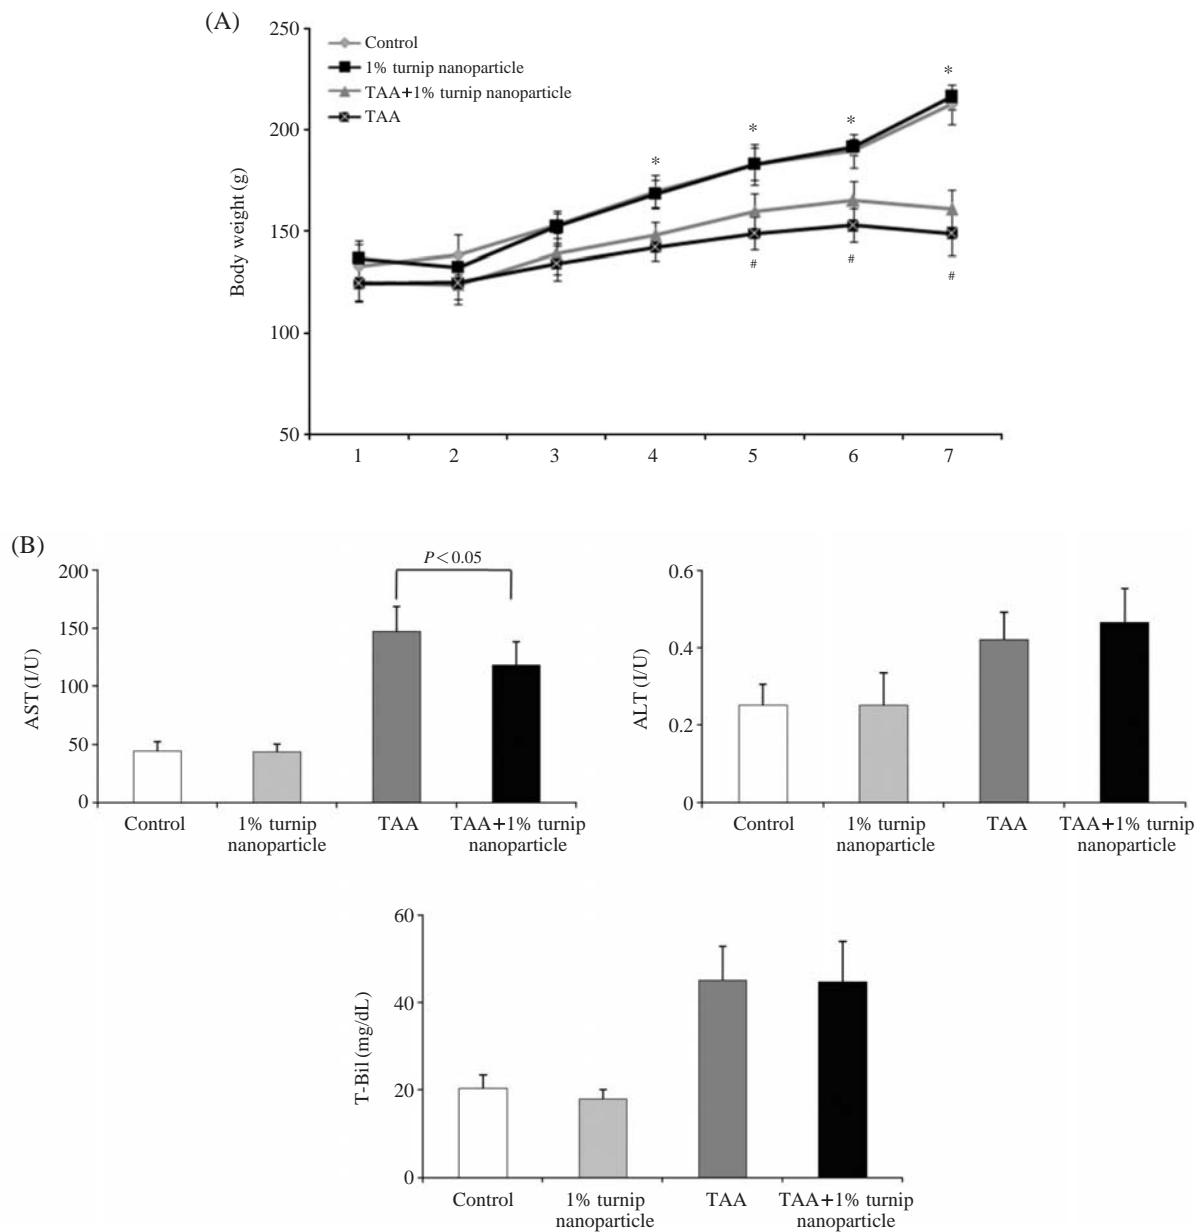 (A)
250
200
150
100
50
Body weight (g)
Control
1% turnip nanoparticle
TAA+1% turnip nanoparticle
TAA
* * * *
# # #
1 2 3 4 5 6 7
(B)
P<0.05
200
150
100
50
0
AST (I/U)
Control 1% turnip TAA TAA+1% turnip
nanoparticle nanoparticle
0.6
0.4
0.2
0
ALT (I/U)
Control 1% turnip TAA TAA+1% turnip
nanoparticle nanoparticle
60
40
20
0
T-Bil (mg/dL)
Control 1% turnip TAA TAA+1% turnip
nanoparticle nanoparticle